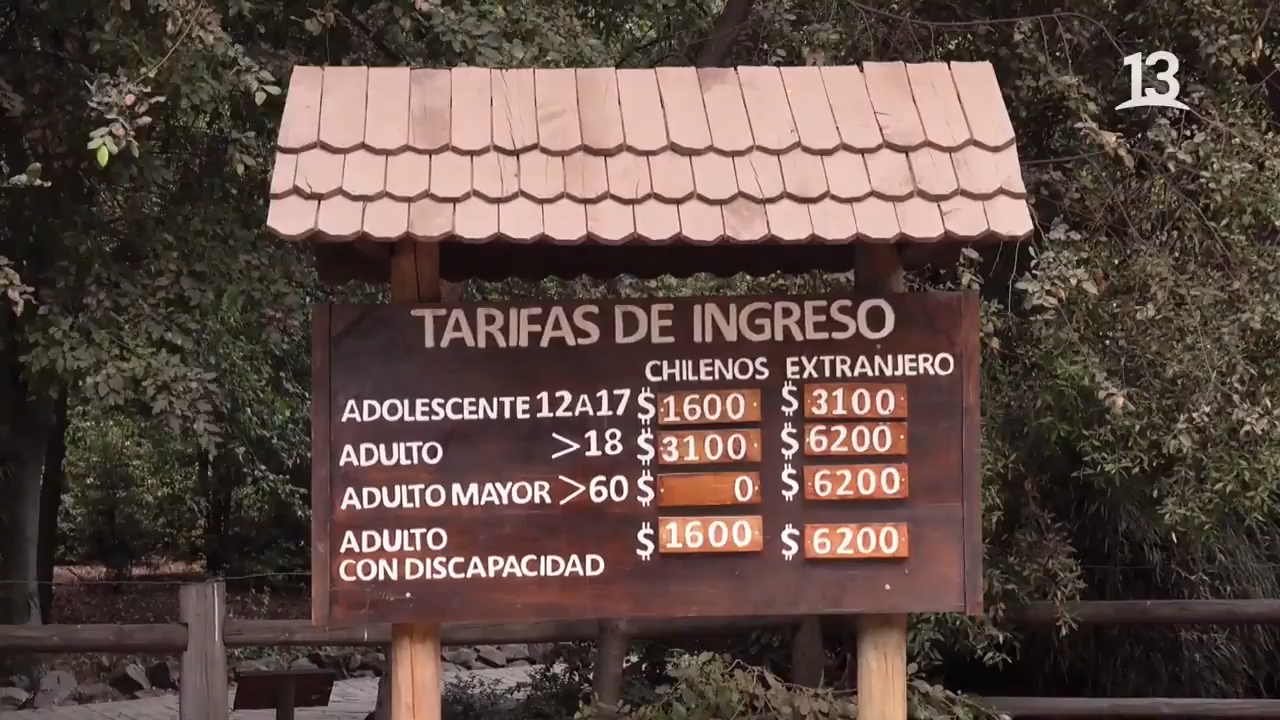 13
TARIFAS DE INGRESO
CHILENOS EXTRANJERO
ADOLESCENTE 12A17 $ 1600 $ 3100
ADULTO >18 $ 3100 $ 6200
ADULTO MAYOR >60 $ 0 $ 6200
ADULTO $ 1600 $ 6200
CON DISCAPACIDAD